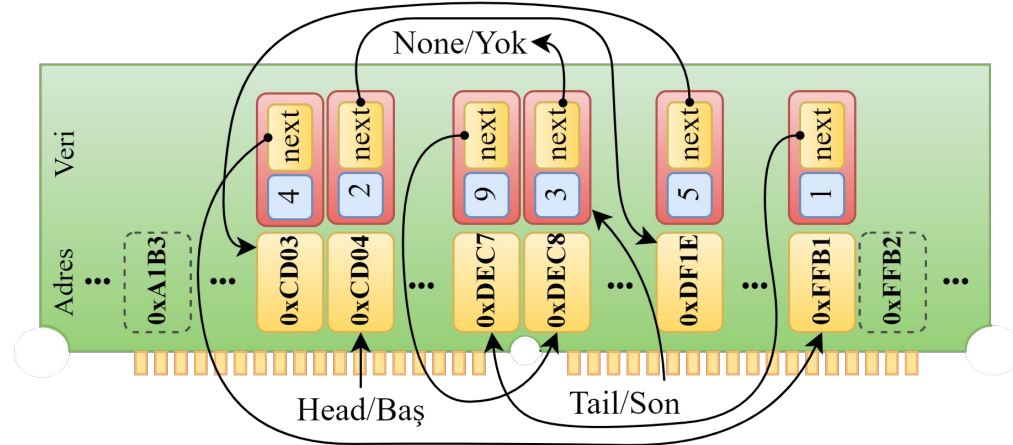 None/Yok
Veri
next
next
next
next
next
next
4
2
9
3
5
1
Adres
...
0xA1B3
...
0xCD03
0xCD04
...
0xDEC7
0xDEC8
...
0xDF1E
...
0xFFB1
0xFFB2
...
Head/Baş
Tail/Son